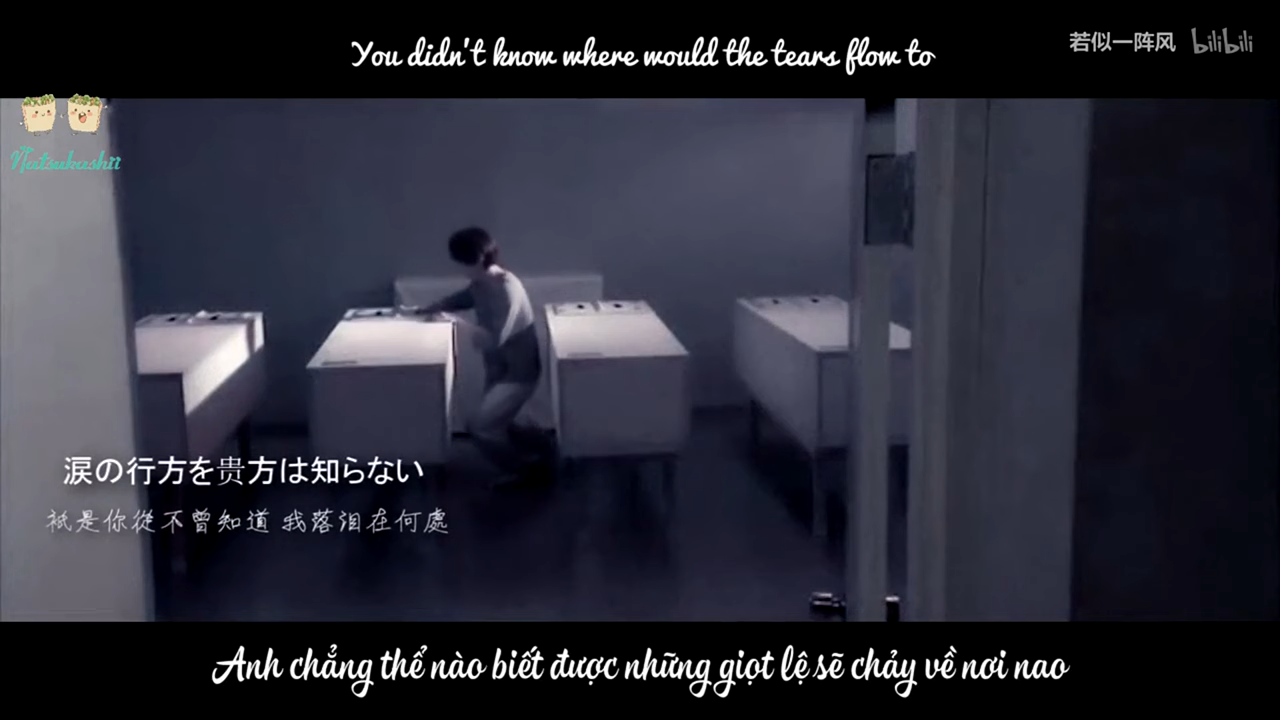 You didn't know where would the tears flow to
若似一阵风 bilibili
Natsukashii
涙の行方を贵方は知らない
祇是你從不曾知道 我落泪在何處
Anh chẳng thể nào biết được những giọt lệ sẽ chảy về nơi nao